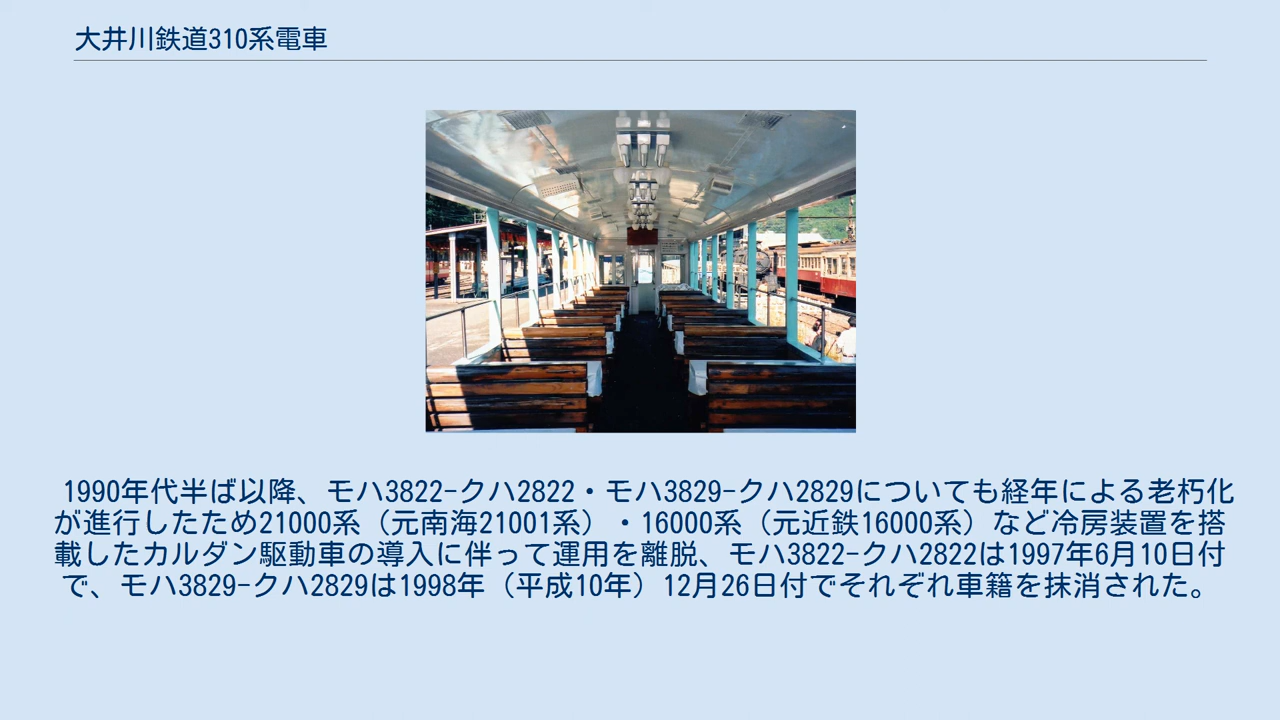 大井川鉄道310系電車
1990年代半ば以降、モハ3822-クハ2822・モハ3829-クハ2829についても経年による老朽化
が進行したため21000系（元南海21001系）・16000系（元近鉄16000系）など冷房装置を搭
載したカルダン駆動車の導入に伴って運用を離脱、モハ3822-クハ2822は1997年6月10日付
で、モハ3829-クハ2829は1998年（平成10年）12月26日付でそれぞれ車籍を抹消された。